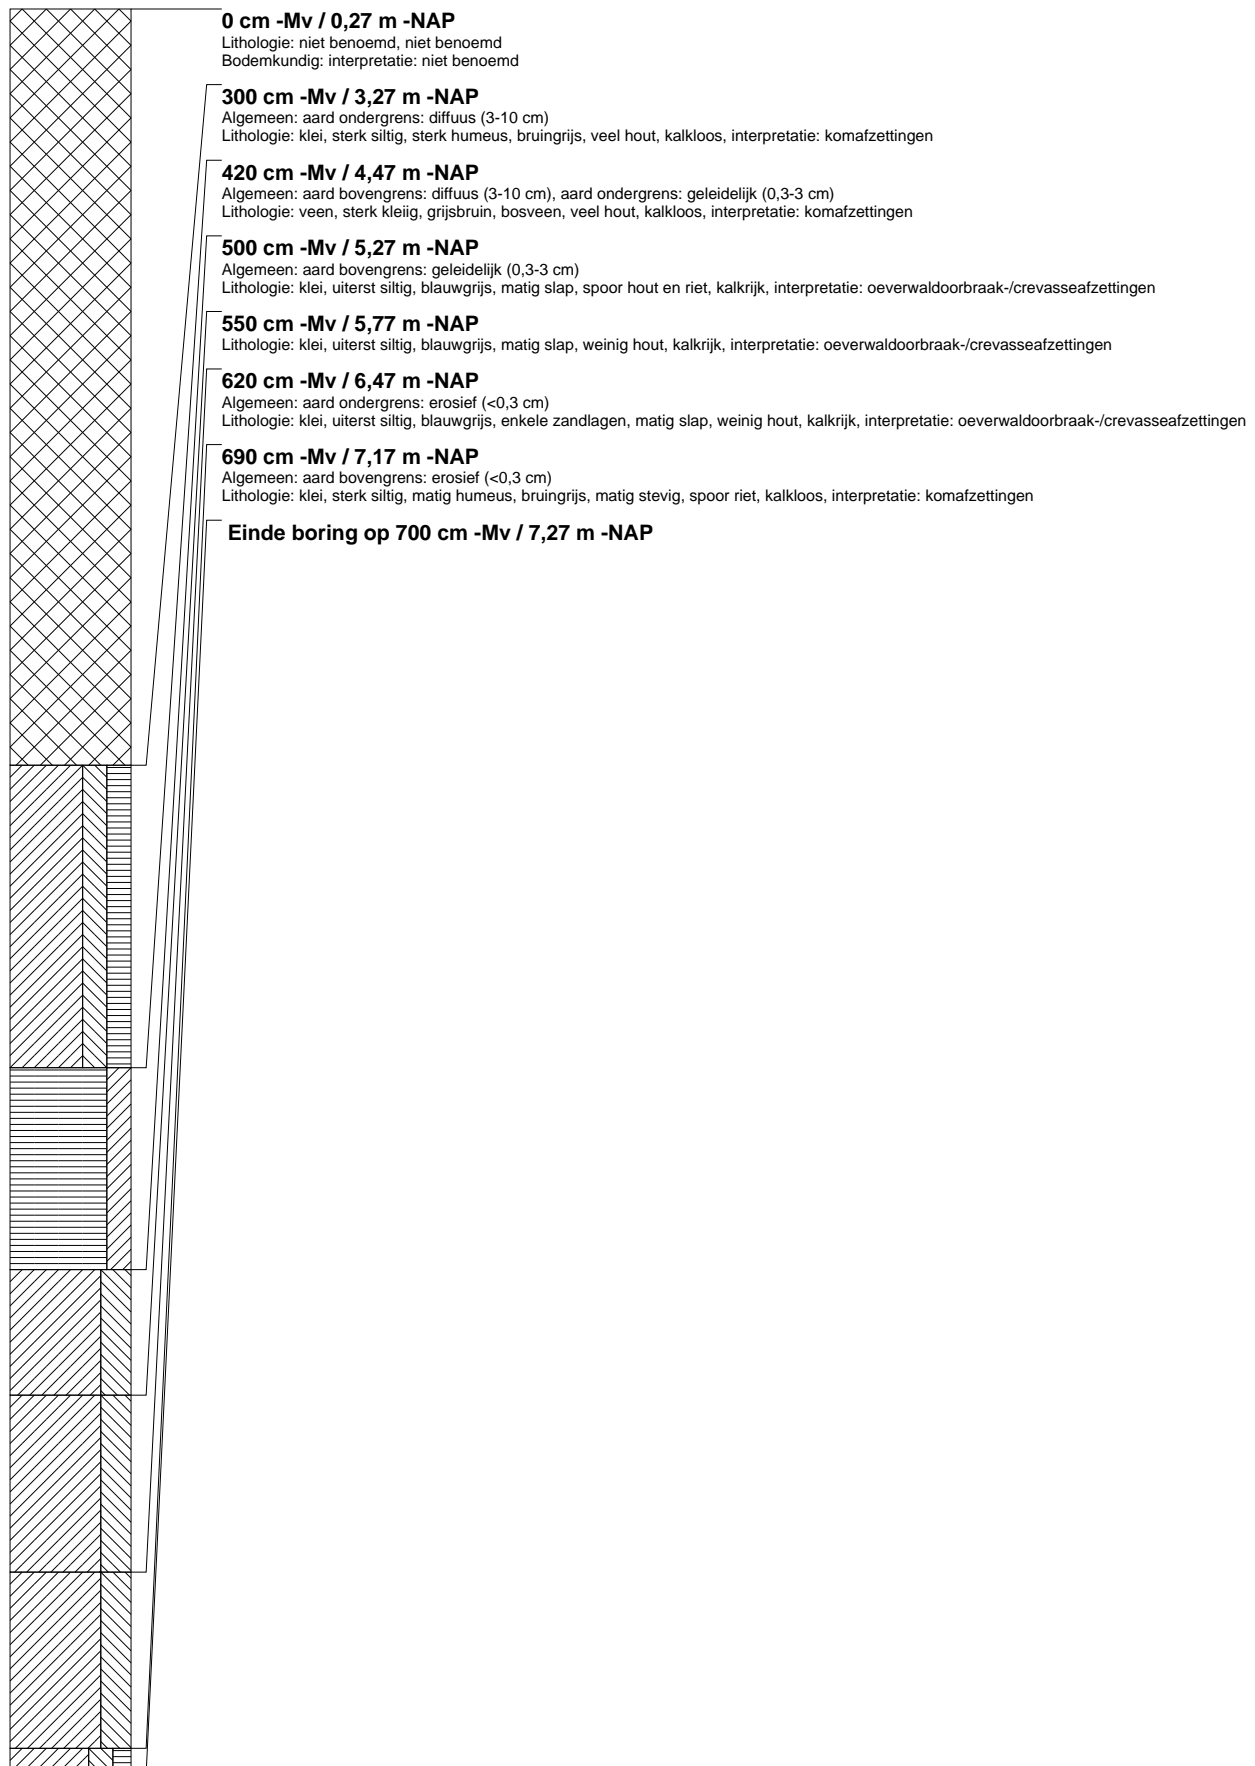 0 cm -Mv / 0,27 m -NAP
Lithologie: niet benoemd, niet benoemd
Bodemkundig: interpretatie: niet benoemd
300 cm -Mv / 3,27 m -NAP
Algemeen: aard ondergrens: diffuus (3-10 cm)
Lithologie: klei, sterk siltig, sterk humeus, bruingrijs, veel hout, kalkloos, interpretatie: komafzettingen
420 cm -Mv / 4,47 m -NAP
Algemeen: aard bovengrens: diffuus (3-10 cm), aard ondergrens: geleidelijk (0,3-3 cm)
Lithologie: veen, sterk kleiig, grijsbruin, bosveen, veel hout, kalkloos, interpretatie: komafzettingen
500 cm -Mv / 5,27 m -NAP
Algemeen: aard bovengrens: geleidelijk (0,3-3 cm)
Lithologie: klei, uiterst siltig, blauwgrijs, matig slap, spoor hout en riet, kalkrijk, interpretatie: oeverwaldoorbraak-/crevasseafzettingen
550 cm -Mv / 5,77 m -NAP
Lithologie: klei, uiterst siltig, blauwgrijs, matig slap, weinig hout, kalkrijk, interpretatie: oeverwaldoorbraak-/crevasseafzettingen
620 cm -Mv / 6,47 m -NAP
Algemeen: aard ondergrens: erosief (<0,3 cm)
Lithologie: klei, uiterst siltig, blauwgrijs, enkele zandlagen, matig slap, weinig hout, kalkrijk, interpretatie: oeverwaldoorbraak-/crevasseafzettingen
690 cm -Mv / 7,17 m -NAP
Algemeen: aard bovengrens: erosief (<0,3 cm)
Lithologie: klei, sterk siltig, matig humeus, bruingrijs, matig stevig, spoor riet, kalkloos, interpretatie: komafzettingen
Einde boring op 700 cm -Mv / 7,27 m -NAP